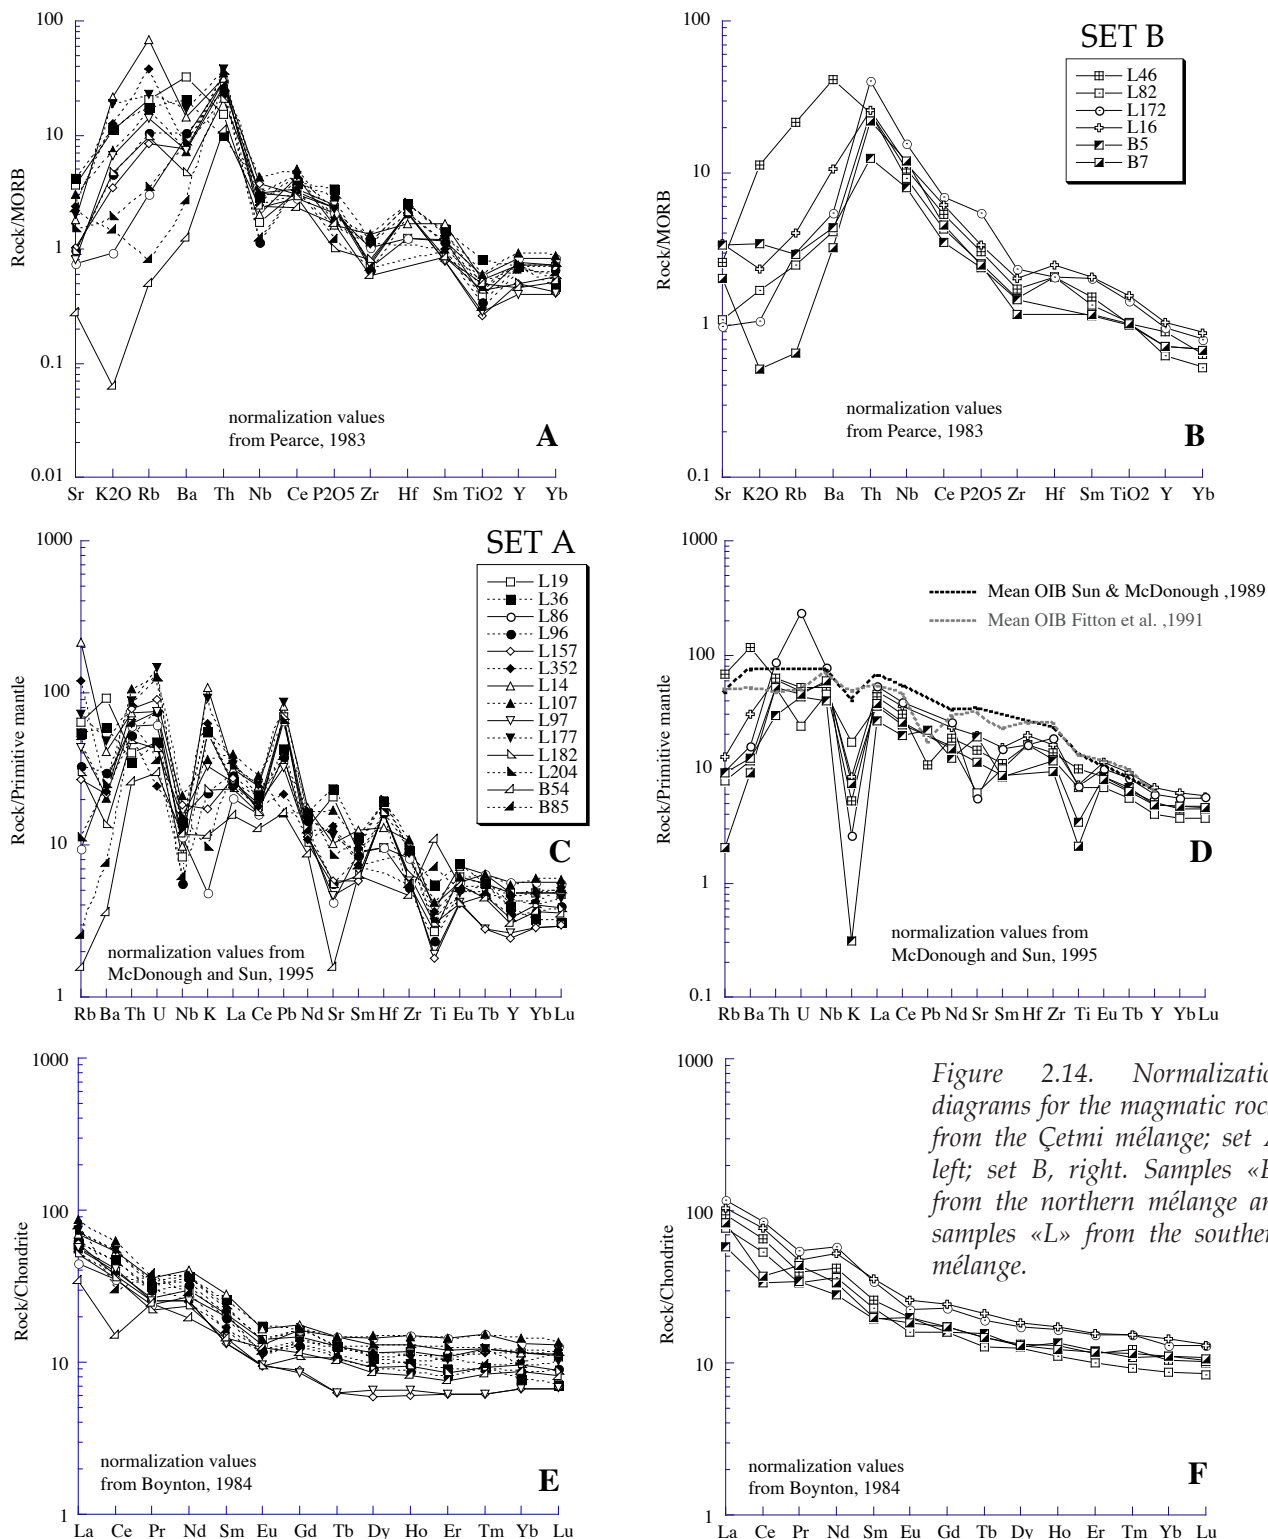 100
10
1
0.1
0.01
Rock/MORB
normalization values
from Pearce, 1983
A
Sr K2O Rb Ba Th Nb Ce P2O5 Zr Hf Sm TiO2 Y Yb
SET B
L46
L82
L172
L16
B5
B7
100
10
1
0.1
Rock/MORB
normalization values
from Pearce, 1983
B
Sr K2O Rb Ba Th Nb Ce P2O5 Zr Hf Sm TiO2 Y Yb
SET A
L19
L36
L86
L96
L157
L352
L14
L107
L97
L177
L182
L204
B54
B85
1000
100
10
1
Rock/Primitive mantle
normalization values from
McDonough and Sun, 1995
C
Rb Ba Th U Nb K La Ce Pb Nd Sr Sm Hf Zr Ti Eu Tb Y Yb Lu
1000
100
10
1
0.1
Rock/Primitive mantle
Mean OIB Sun & McDonough ,1989
Mean OIB Fitton et al. ,1991
normalization values from
McDonough and Sun, 1995
D
Rb Ba Th U Nb K La Ce Pb Nd Sr Sm Hf Zr Ti Eu Tb Y Yb Lu
1000
100
10
1
Rock/Chondrite
normalization values
from Boynton, 1984
E
La Ce Pr Nd Sm Eu Gd Tb Dy Ho Er Tm Yb Lu
1000
100
10
1
Rock/Chondrite
normalization values
from Boynton, 1984
F
La Ce Pr Nd Sm Eu Gd Tb Dy Ho Er Tm Yb Lu
Figure 2.14. Normalizatio
diagrams for the magmatic roc
from the Çetmi mélange; set A
left; set B, right. Samples «B
from the northern mélange an
samples «L» from the souther
mélange.